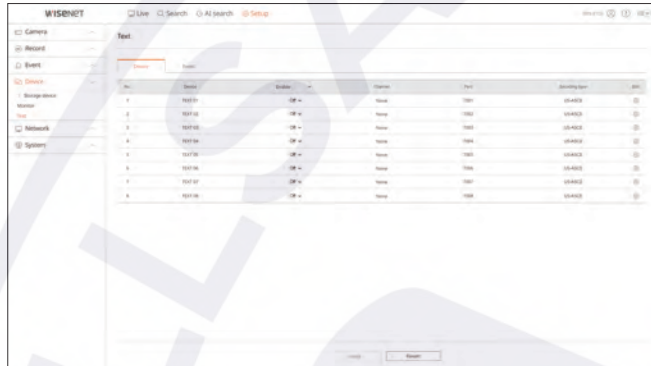 WISENET
Live Search AI search Setup
Camera
Record
Event
Device
Storage device
Monitor
Text
Network
System
Text
Device Event
No. Device Enable Channel Port Encoding type Edit
1 TEXT 01 Off None 7001 US-ASCII
2 TEXT 02 Off None 7002 US-ASCII
3 TEXT 03 Off None 7003 US-ASCII
4 TEXT 04 Off None 7004 US-ASCII
5 TEXT 05 Off None 7005 US-ASCII
6 TEXT 06 Off None 7006 US-ASCII
7 TEXT 07 Off None 7007 US-ASCII
8 TEXT 08 Off None 7008 US-ASCII